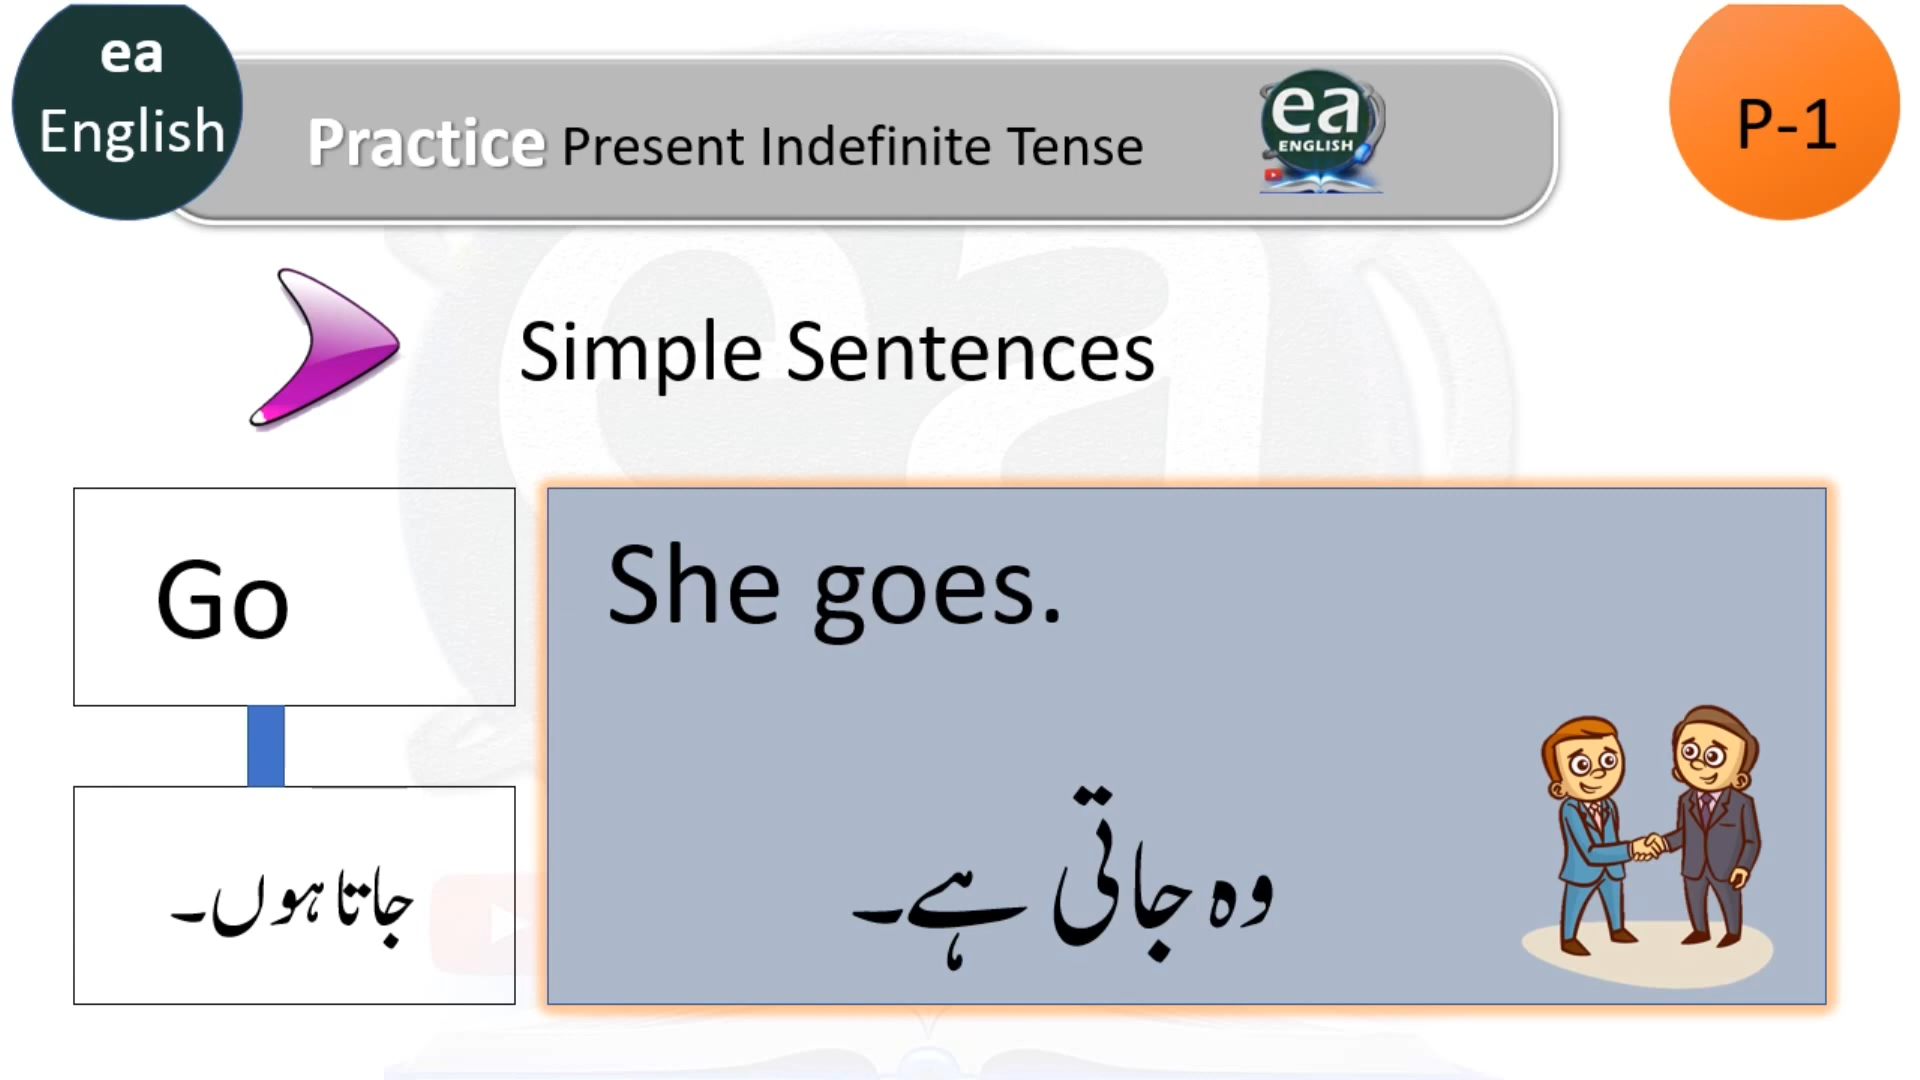 ea
English
Practice Present Indefinite Tense
ea
ENGLISH
P-1
Simple Sentences
Go
She goes.
جاتا ہوں۔
وہ جاتی ہے۔